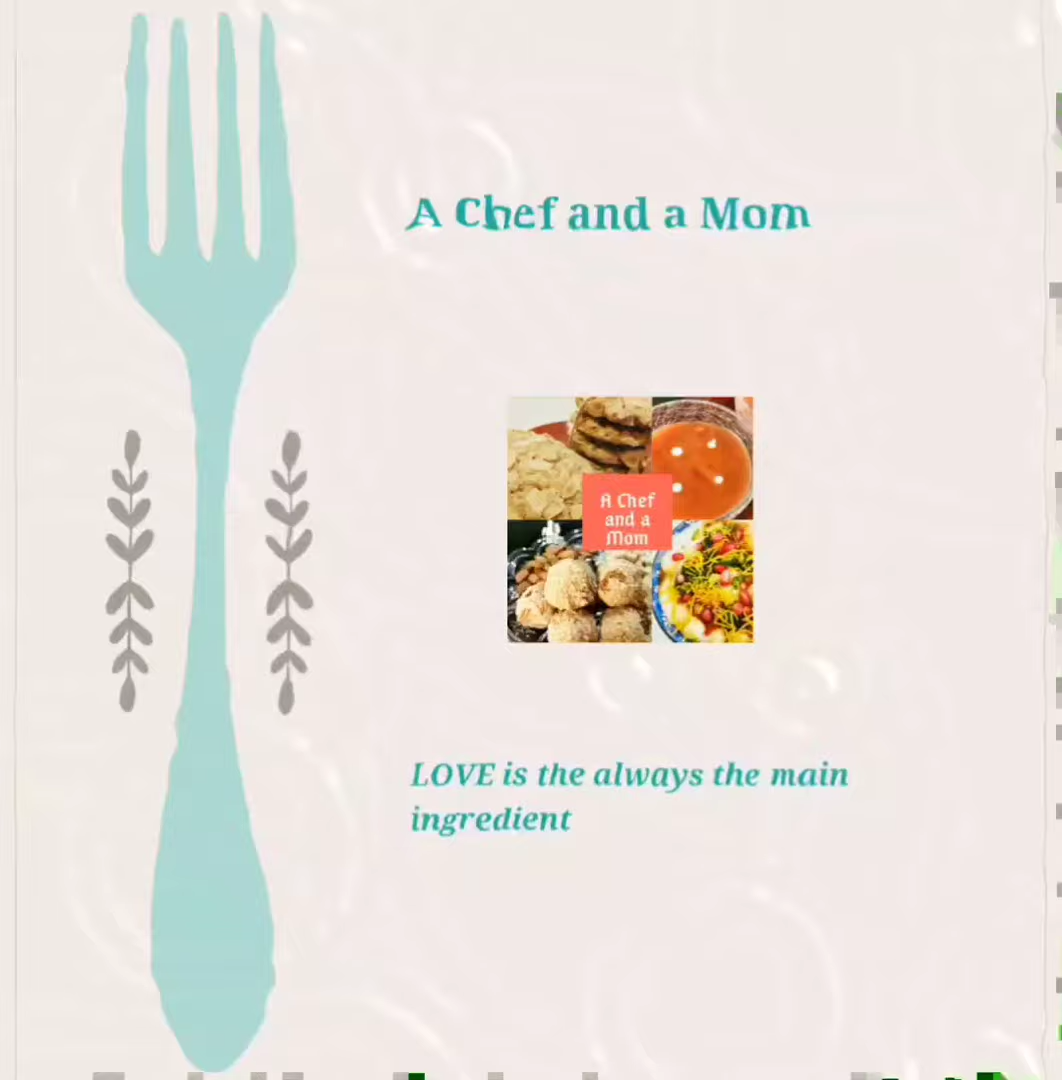 A Chef and a Mom
A Chef
and a
Mom
LOVE is the always the main
ingredient